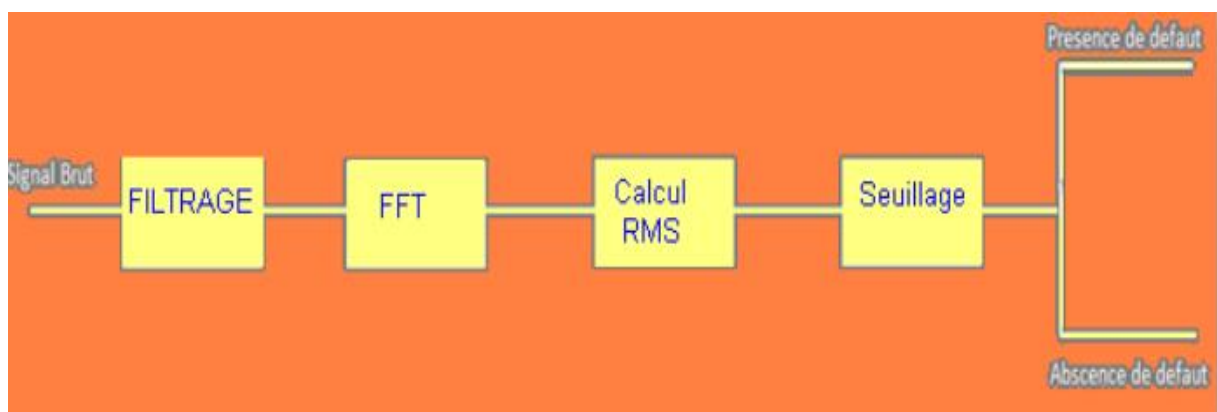 Presence de defaut
Signal Brut
FILTRAGE
FFT
Calcul
RMS
Seuillage
Abscence de defaut